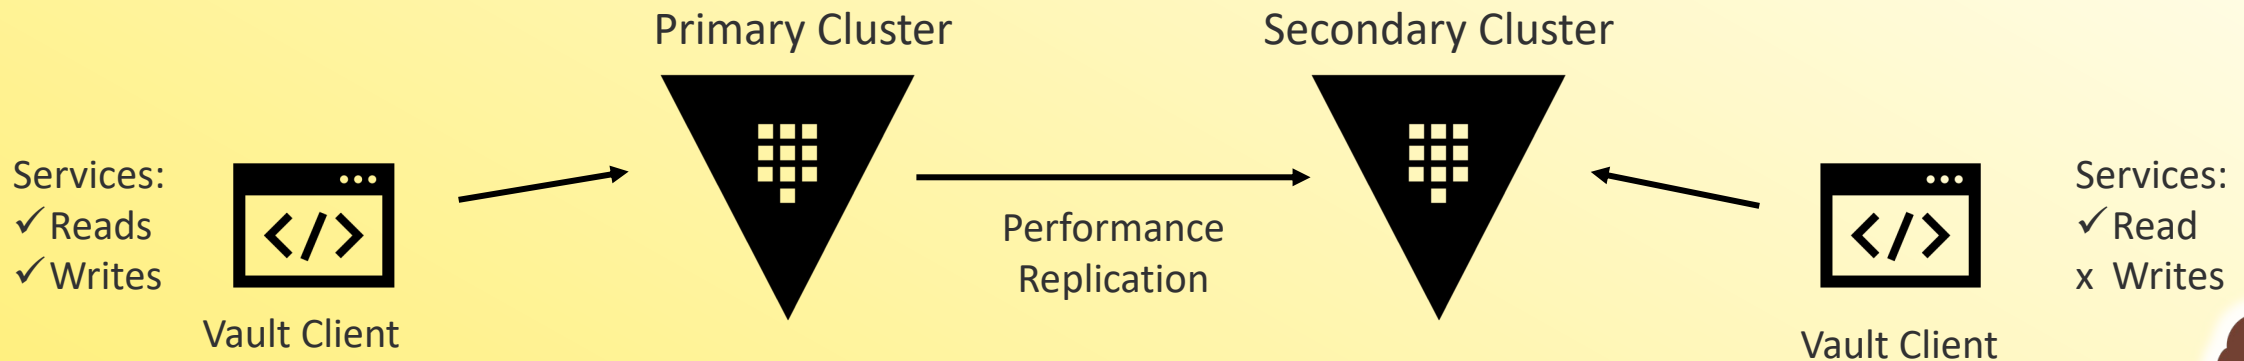 Primary Cluster
Secondary Cluster
Services:
✓Reads
✓Writes
</>
Vault Client
Performance
Replication
</>
Vault Client
Services:
✓Read
x Writes